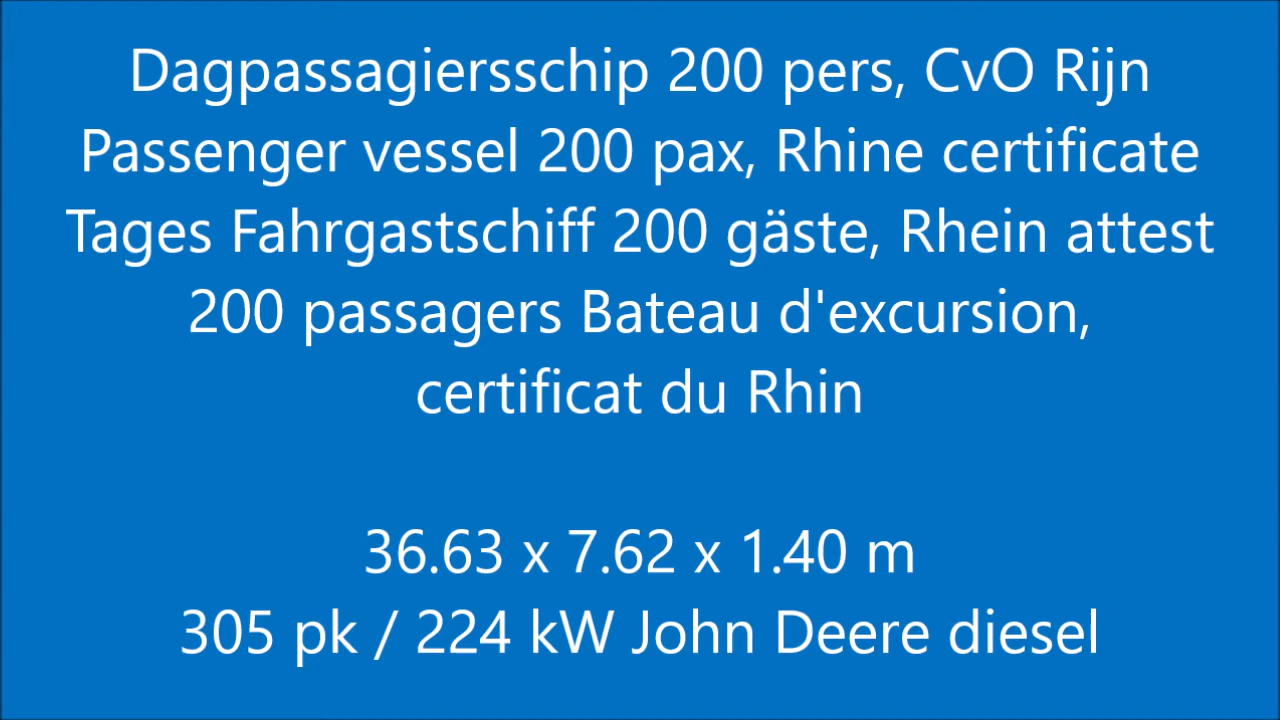 Dagpassagiersschip 200 pers, CvO Rijn
Passenger vessel 200 pax, Rhine certificate
Tages Fahrgastschiff 200 gäste, Rhein attest
200 passagers Bateau d'excursion,
certificat du Rhin
36.63 x 7.62 x 1.40 m
305 pk / 224 kW John Deere diesel